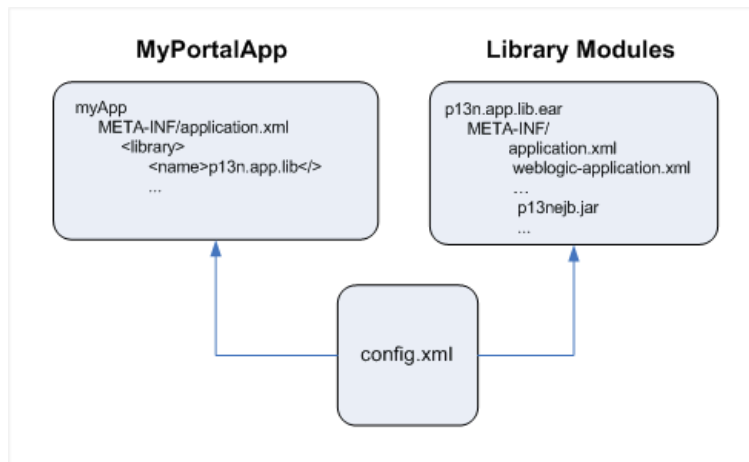 MyPortalApp
myApp
META-INF/application.xml
<library>
<name>p13n.app.lib</>
...
Library Modules
p13n.app.lib.ear
META-INF/
application.xml
weblogic-application.xml
...
p13nejb.jar
...
config.xml